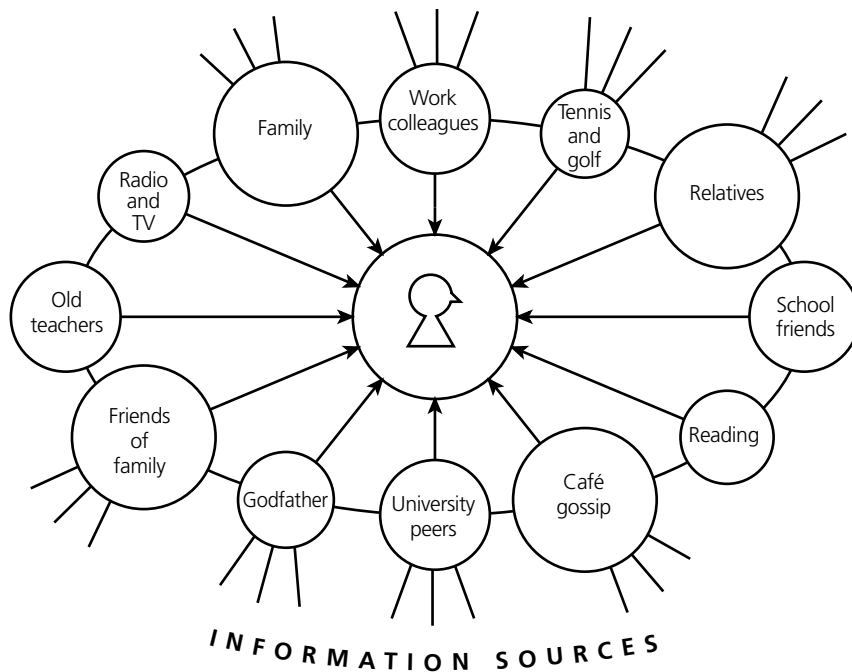 Family
Work
colleagues
Tennis
and
golf
Relatives
Radio
and
TV
Old
teachers
School
friends
Friends
of
family
Reading
Godfather
University
peers
Café
gossip
INFORMATION SOURCES